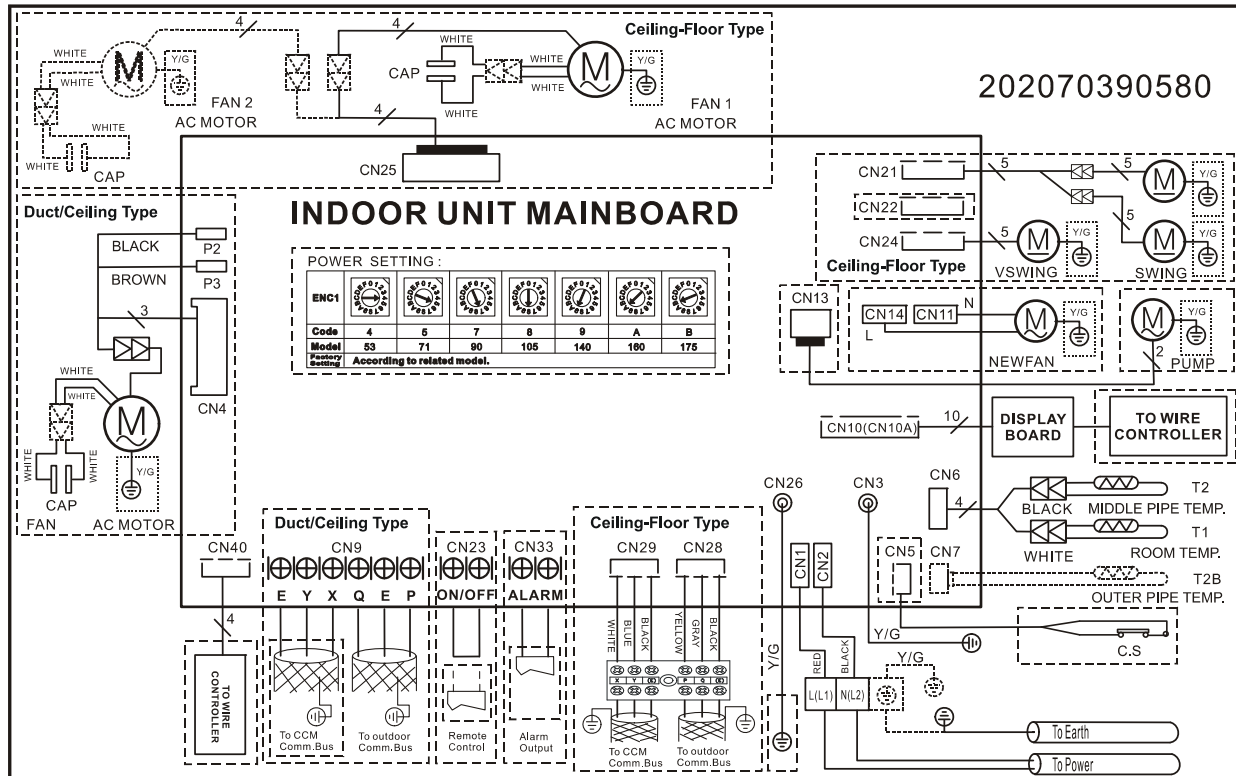 4
4
Ceiling-Floor Type
WHITE
WHITE
Y/G
M
WHITE
CAP
WHITE
WHITE
M
Y/G
202070390580
WHITE
FAN 2
AC MOTOR
4
WHITE
FAN 1
AC MOTOR
WHITE
CAP
CN25
CN21
5
5
M
Y/G
Duct/Ceiling Type
INDOOR UNIT MAINBOARD
CN22
5
BLACK
P2
CN24
5
M
Y/G
M
Y/G
BROWN
P3
Ceiling-Floor Type
VSWING
SWING
POWER SETTING :
ENC1
Code 4 5 7 8 9 A B
Model 53 71 90 105 140 160 175
Factory Setting According to related model.
CN13
CN14
CN11
N
L
M
Y/G
NEWFAN
M
Y/G
2
PUMP
3
WHITE
WHITE
CN4
M
WHITE
WHITE
Y/G
CAP
FAN
AC MOTOR
CN10(CN10A)
10
DISPLAY
BOARD
TO WIRE
CONTROLLER
CN26
CN3
CN6
4
BLACK
T2
MIDDLE PIPE TEMP.
WHITE
T1
ROOM TEMP.
CN5
CN7
T2B
OUTER PIPE TEMP.
C.S
CN40
4
TO WIRE
CONTROLLER
Duct/Ceiling Type
CN9
E Y X Q E P
To CCM
Comm.Bus
To outdoor
Comm.Bus
CN23
ON/OFF
Remote
Control
CN33
ALARM
Alarm
Output
Ceiling-Floor Type
CN29
CN28
WHITE
BLUE
BLACK
YELLOW
GRAY
BLACK
X Y E P Q E
To CCM
Comm.Bus
To outdoor
Comm.Bus
Y/G
CN1
CN2
RED
BLACK
Y/G
Y/G
L(L1)
N(L2)
To Earth
To Power